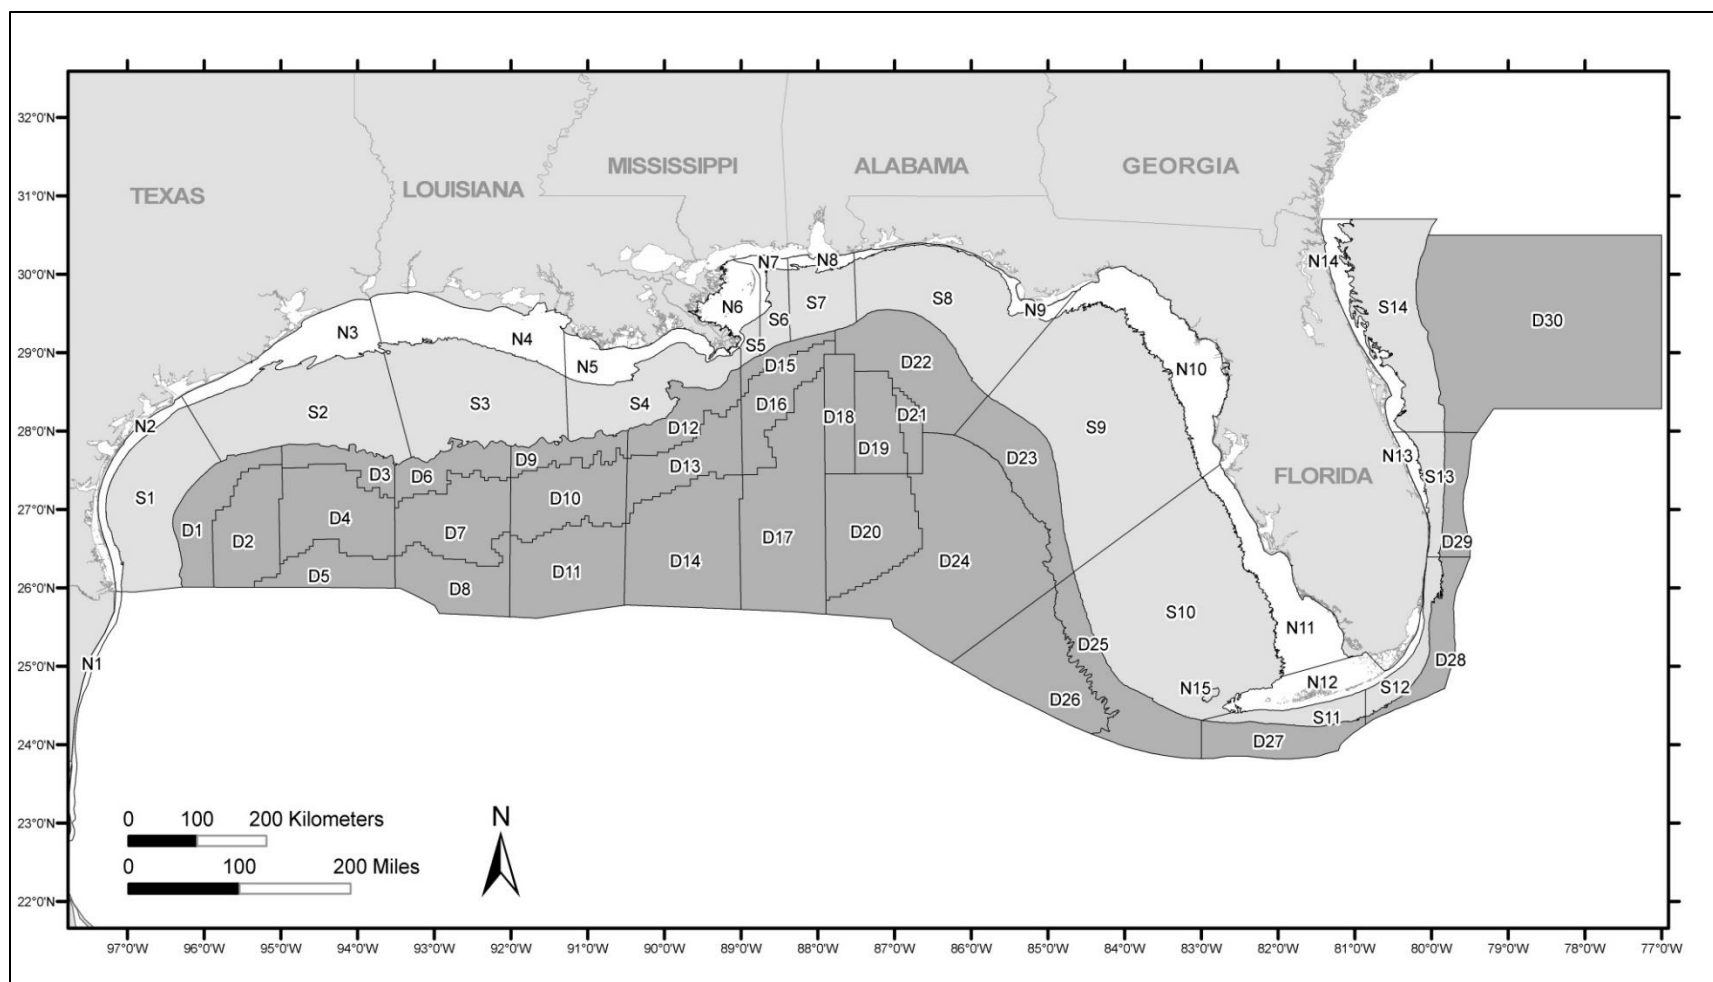 32°0'N
31°0'N
30°0'N
29°0'N
28°0'N
27°0'N
26°0'N
25°0'N
24°0'N
23°0'N
22°0'N
TEXAS
LOUISIANA
MISSISSIPPI
ALABAMA
GEORGIA
FLORIDA
N1
N2
N3
N4
N5
N6
N7
N8
N9
N10
N11
N12
N13
N14
N15
S1
S2
S3
S4
S5
S6
S7
S8
S9
S10
S11
S12
S13
S14
D1
D2
D3
D4
D5
D6
D7
D8
D9
D10
D11
D12
D13
D14
D15
D16
D17
D18
D19
D20
D21
D22
D23
D24
D25
D26
D27
D28
D29
D30
0 100 200 Kilometers
0 100 200 Miles
N
97°0'W 96°0'W 95°0'W 94°0'W 93°0'W 92°0'W 91°0'W 90°0'W 89°0'W 88°0'W 87°0'W 86°0'W 85°0'W 84°0'W 83°0'W 82°0'W 81°0'W 80°0'W 79°0'W 78°0'W 77°0'W